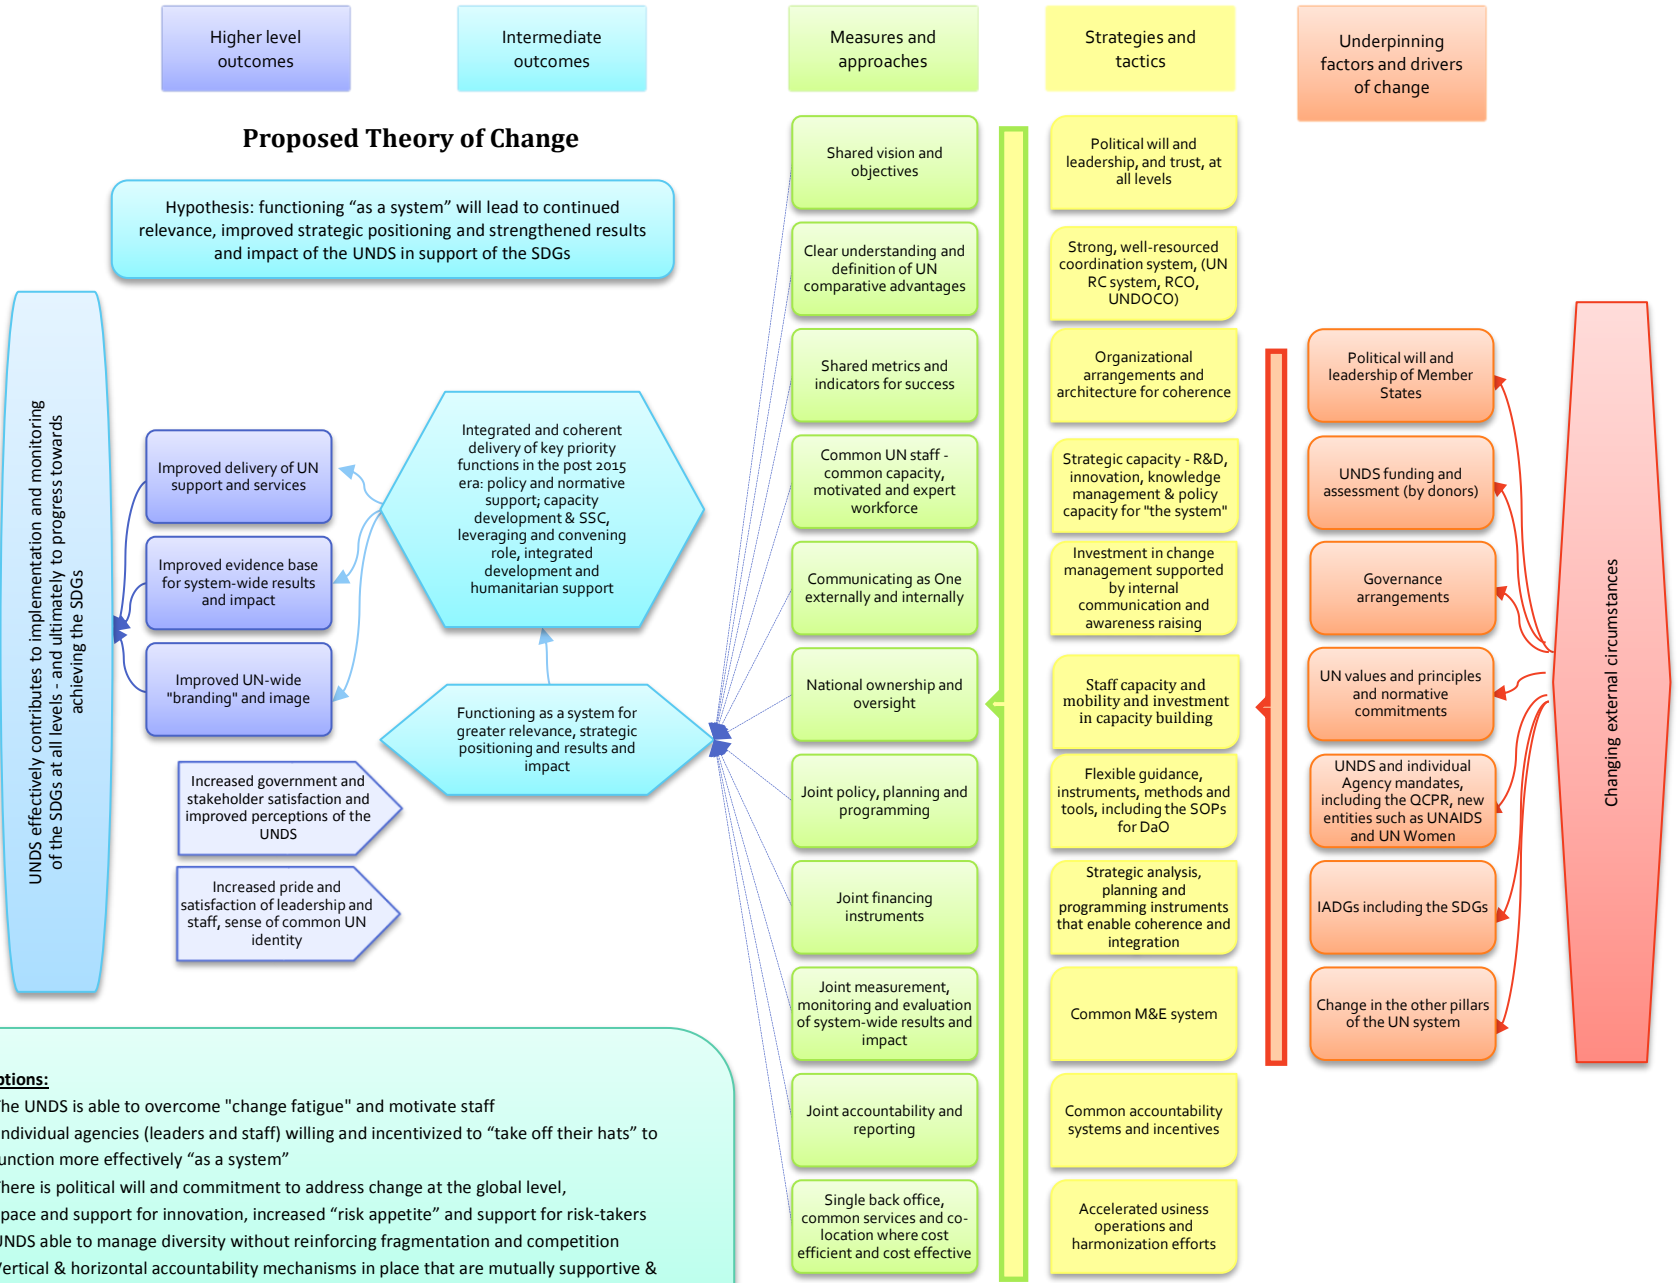 Higher level
outcomes
Intermediate
outcomes
Measures and
approaches
Strategies and
tactics
Underpinning
factors and drivers
of change
Proposed Theory of Change
Hypothesis: functioning “as a system” will lead to continued
relevance, improved strategic positioning and strengthened results
and impact of the UNDS in support of the SDGs
UNDS effectively contributes to implementation and monitoring
of the SDGs at all levels - and ultimately to progress towards
achieving the SDGs
Improved delivery of UN
support and services
Improved evidence base
for system-wide results
and impact
Improved UN-wide
"branding" and image
Increased government and
stakeholder satisfaction and
improved perceptions of the
UNDS
Increased pride and
satisfaction of leadership and
staff, sense of common UN
identity
Integrated and coherent
delivery of key priority
functions in the post 2015
era: policy and normative
support; capacity
development & SSC,
leveraging and convening
role, integrated
development and
humanitarian support
Functioning as a system for
greater relevance, strategic
positioning and results and
impact
Shared vision and
objectives
Clear understanding and
definition of UN
comparative advantages
Shared metrics and
indicators for success
Common UN staff -
common capacity,
motivated and expert
workforce
Communicating as One
externally and internally
National ownership and
oversight
Joint policy, planning and
programming
Joint financing
instruments
Joint measurement,
monitoring and evaluation
of system-wide results and
impact
Joint accountability and
reporting
Single back office,
common services and co-
location where cost
efficient and cost effective
Political will and
leadership, and trust, at
all levels
Strong, well-resourced
coordination system, (UN
RC system, RCO,
UNDOCO)
Organizational
arrangements and
architecture for coherence
Strategic capacity - R&D,
innovation, knowledge
management & policy
capacity for "the system"
Investment in change
management supported
by internal
communication and
awareness raising
Staff capacity and
mobility and investment
in capacity building
Flexible guidance,
instruments, methods and
tools, including the SOPs
for DaO
Strategic analysis,
planning and
programming instruments
that enable coherence and
integration
Common M&E system
Common accountability
systems and incentives
Accelerated usiness
operations and
harmonization efforts
Political will and
leadership of Member
States
UNDS funding and
assessment (by donors)
Governance
arrangements
UN values and principles
and normative
commitments
UNDS and individual
Agency mandates,
including the QCPR, new
entities such as UNAIDS
and UN Women
IADGs including the SDGs
Change in the other pillars
of the UN system
Changing external circumstances
ptions:
The UNDS is able to overcome "change fatigue" and motivate staff
ndividual agencies (leaders and staff) willing and incentivized to “take off their hats” to
unction more effectively “as a system”
There is political will and commitment to address change at the global level,
pace and support for innovation, increased “risk appetite” and support for risk-takers
UNDS able to manage diversity without reinforcing fragmentation and competition
Vertical & horizontal accountability mechanisms in place that are mutually supportive &